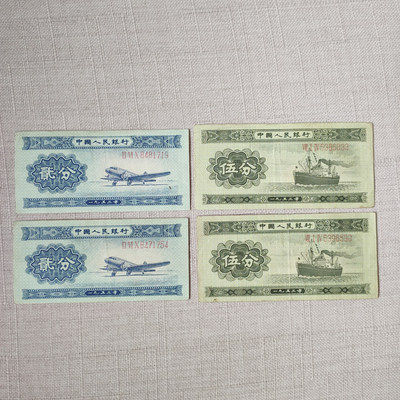 中國人民銀行
貳分
一九五三年
中國人民銀行
伍分
一九五三年
中國人民銀行
貳分
一九五三年
中國人民銀行
伍分
一九五三年